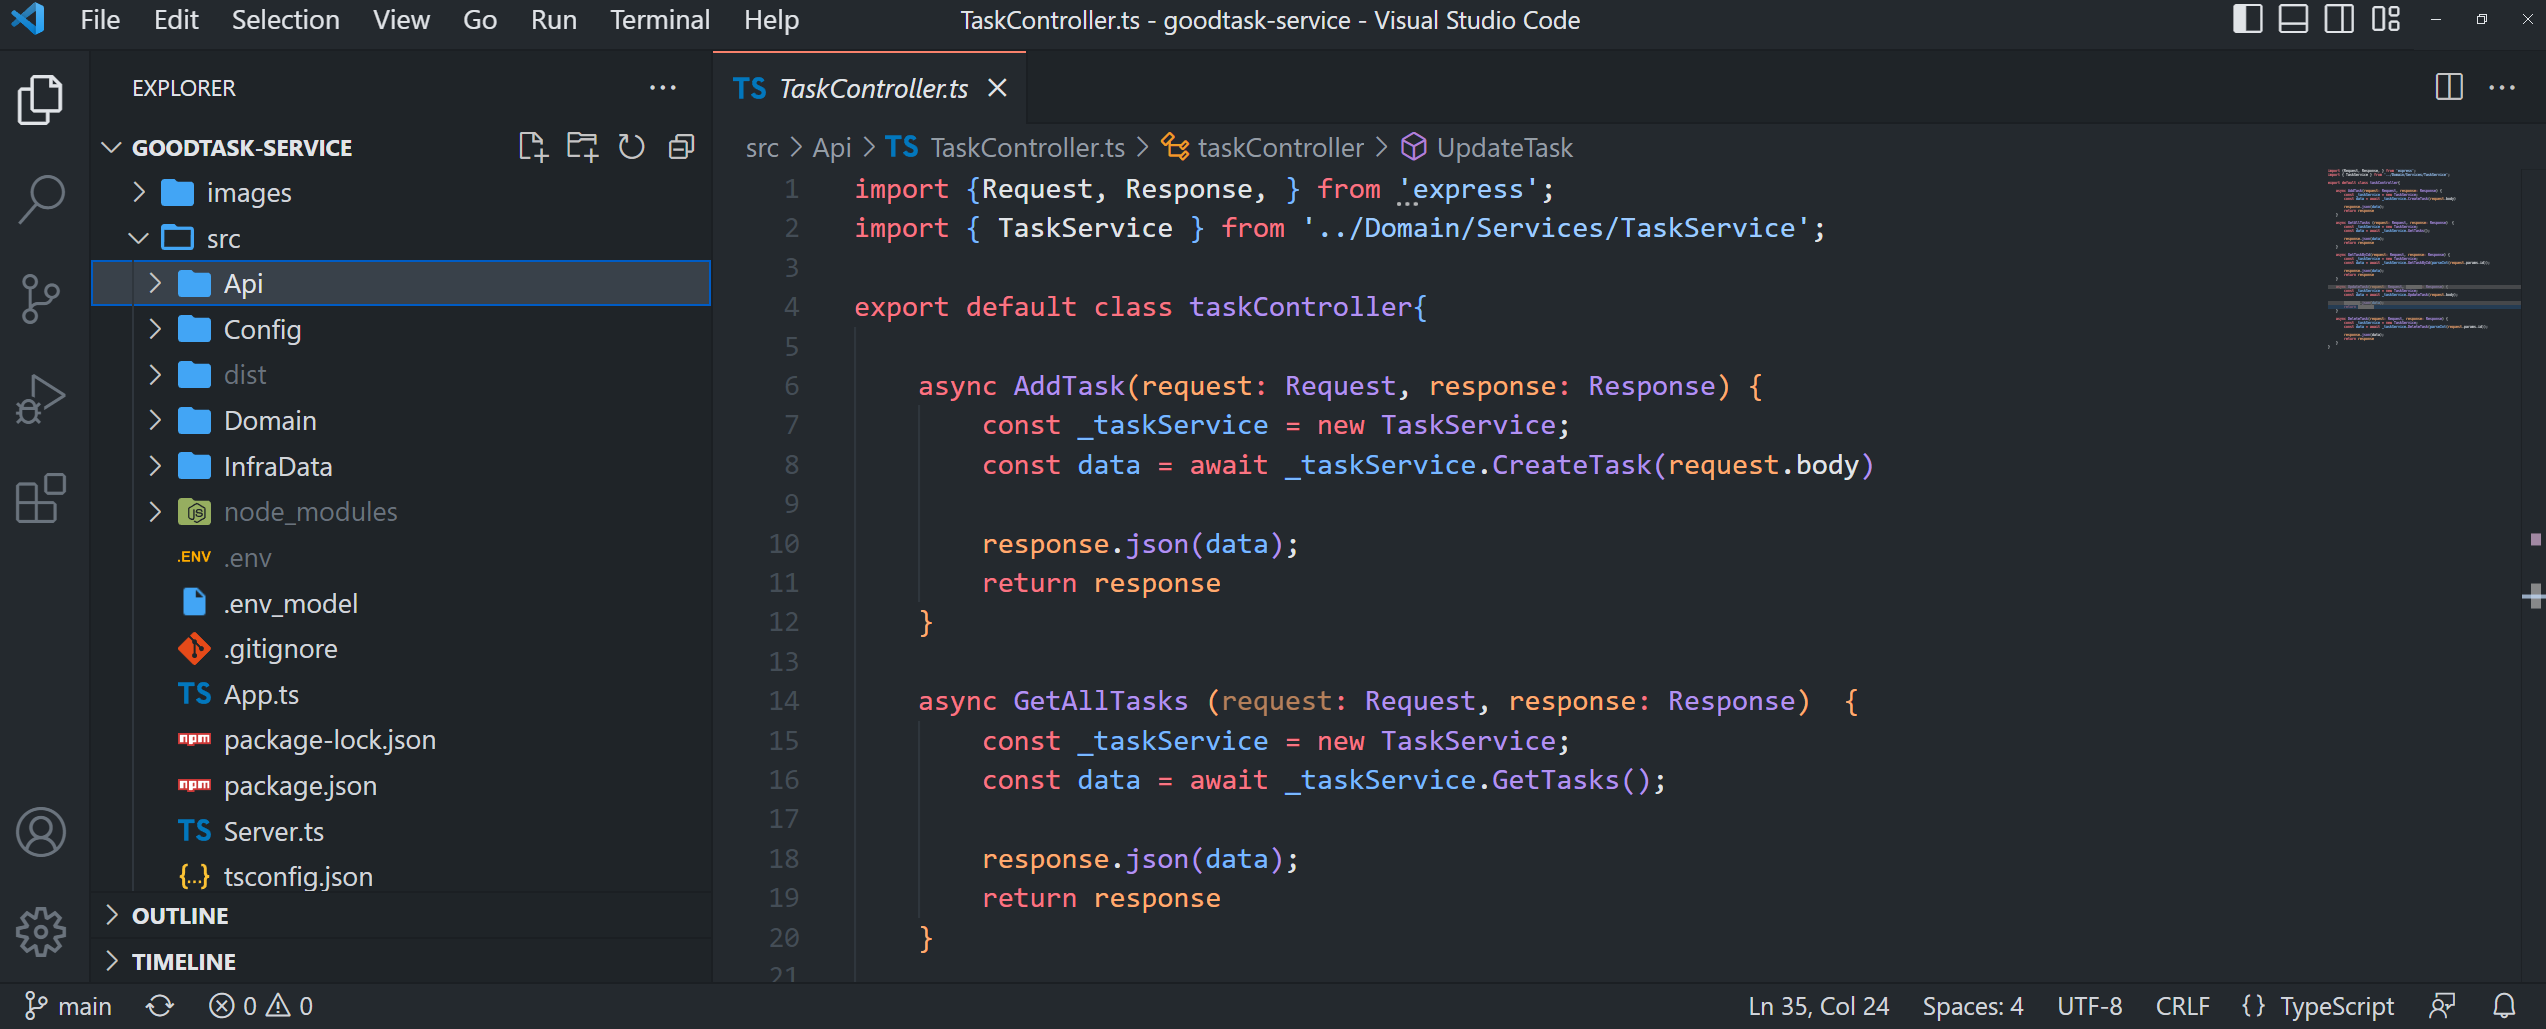 File Edit Selection View Go Run Terminal Help
TaskController.ts - goodtask-service - Visual Studio Code
EXPLORER
GOODTASK-SERVICE
images
src
Api
Config
dist
Domain
InfraData
node_modules
.ENV .env
.env_model
.gitignore
TS App.ts
npm package-lock.json
npm package.json
TS Server.ts
{..} tsconfig.json
OUTLINE
TIMELINE
TS TaskController.ts
src > Api > TS TaskController.ts > taskController > UpdateTask
1 import {Request, Response, } from 'express';
2 import { TaskService } from '../Domain/Services/TaskService';
3
4 export default class taskController{
5
6 async AddTask(request: Request, response: Response) {
7 const _taskService = new TaskService;
8 const data = await _taskService.CreateTask(request.body)
9
10 response.json(data);
11 return response
12 }
13
14 async GetAllTasks (request: Request, response: Response)  {
15 const _taskService = new TaskService;
16 const data = await _taskService.GetTasks();
17
18 response.json(data);
19 return response
20 }
21
main 0 0
Ln 35, Col 24 Spaces: 4 UTF-8 CRLF {} TypeScript